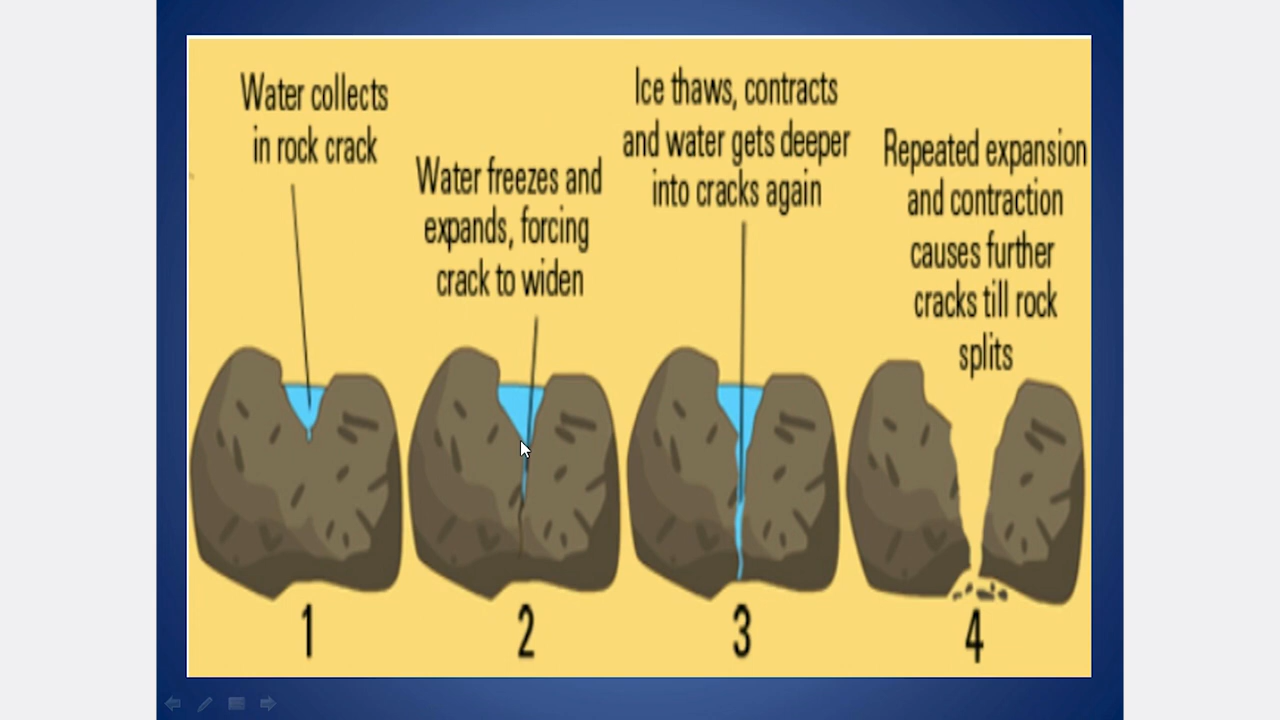 Water collects
in rock crack
Water freezes and
expands, forcing
crack to widen
Ice thaws, contracts
and water gets deeper
into cracks again
Repeated expansion
and contraction
causes further
cracks till rock
splits
1
2
3
4